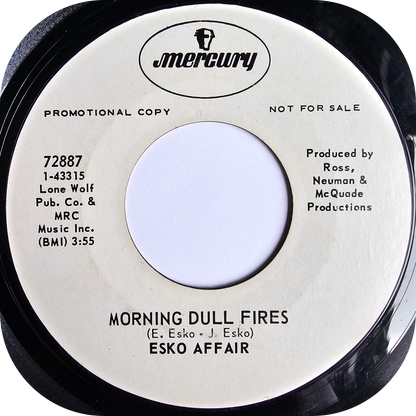 mercury
PROMOTIONAL COPY
NOT FOR SALE
72887
1-43315
Lone Wolf
Pub. Co. &
MRC
Music Inc.
(BMI) 3:55
Produced by
Ross,
Neuman &
McQuade
Productions
MORNING DULL FIRES
(E. Esko - J. Esko)
ESKO AFFAIR